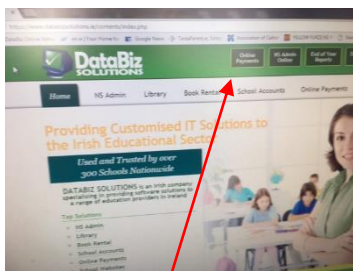 DataBiz
SOLUTIONS
Online Payments
NS Admin Online
End of Year Reports
Home
NS Admin
Library
Book Rental
School Accounts
Online Payments
Providing Customised IT Solutions to
the Irish Educational Sector
Used and Trusted by over
300 Schools Nationwide
DATABIZ SOLUTIONS is an Irish company
specialising in providing software solutions to
a range of education providers in Ireland
Top Solutions
NS Admin
Library
Book Rental
School Accounts
Online Payments
School Websites